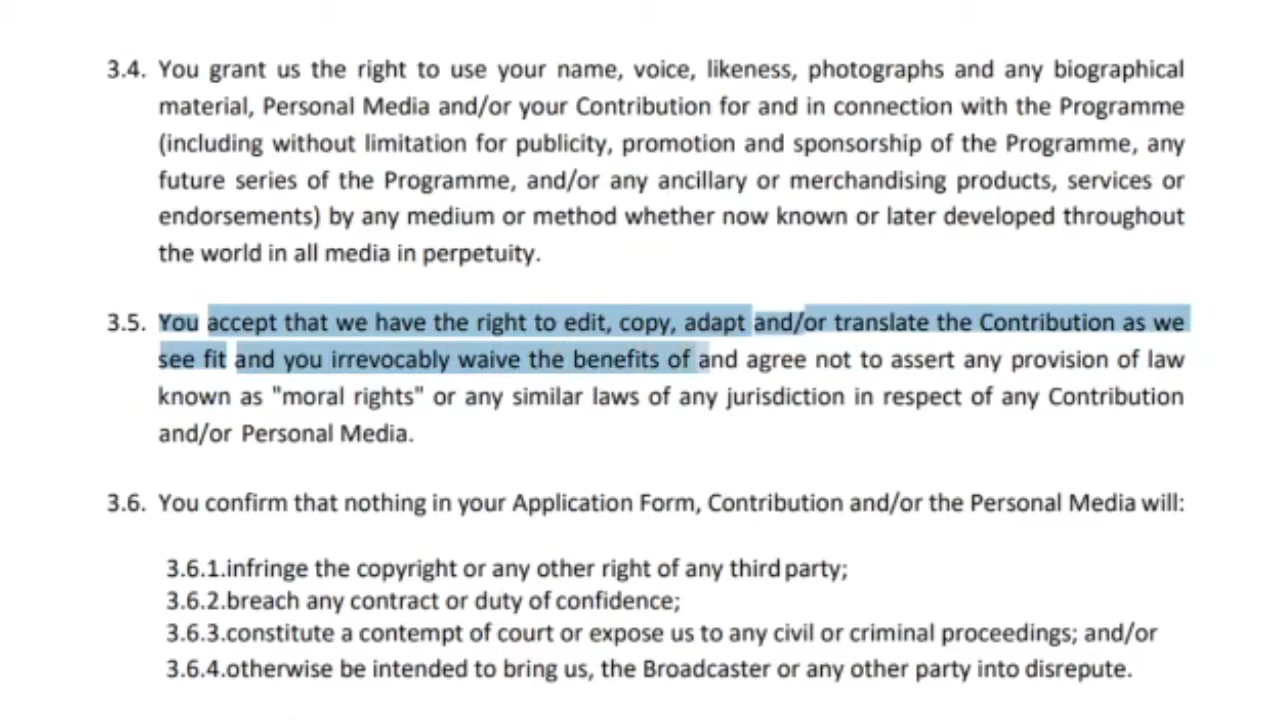 3.4. You grant us the right to use your name, voice, likeness, photographs and any biographical
material, Personal Media and/or your Contribution for and in connection with the Programme
(including without limitation for publicity, promotion and sponsorship of the Programme, any
future series of the Programme, and/or any ancillary or merchandising products, services or
endorsements) by any medium or method whether now known or later developed throughout
the world in all media in perpetuity.
3.5. You accept that we have the right to edit, copy, adapt and/or translate the Contribution as we
see fit and you irrevocably waive the benefits of and agree not to assert any provision of law
known as "moral rights" or any similar laws of any jurisdiction in respect of any Contribution
and/or Personal Media.
3.6. You confirm that nothing in your Application Form, Contribution and/or the Personal Media will:
3.6.1.infringe the copyright or any other right of any third party;
3.6.2.breach any contract or duty of confidence;
3.6.3.constitute a contempt of court or expose us to any civil or criminal proceedings; and/or
3.6.4.otherwise be intended to bring us, the Broadcaster or any other party into disrepute.